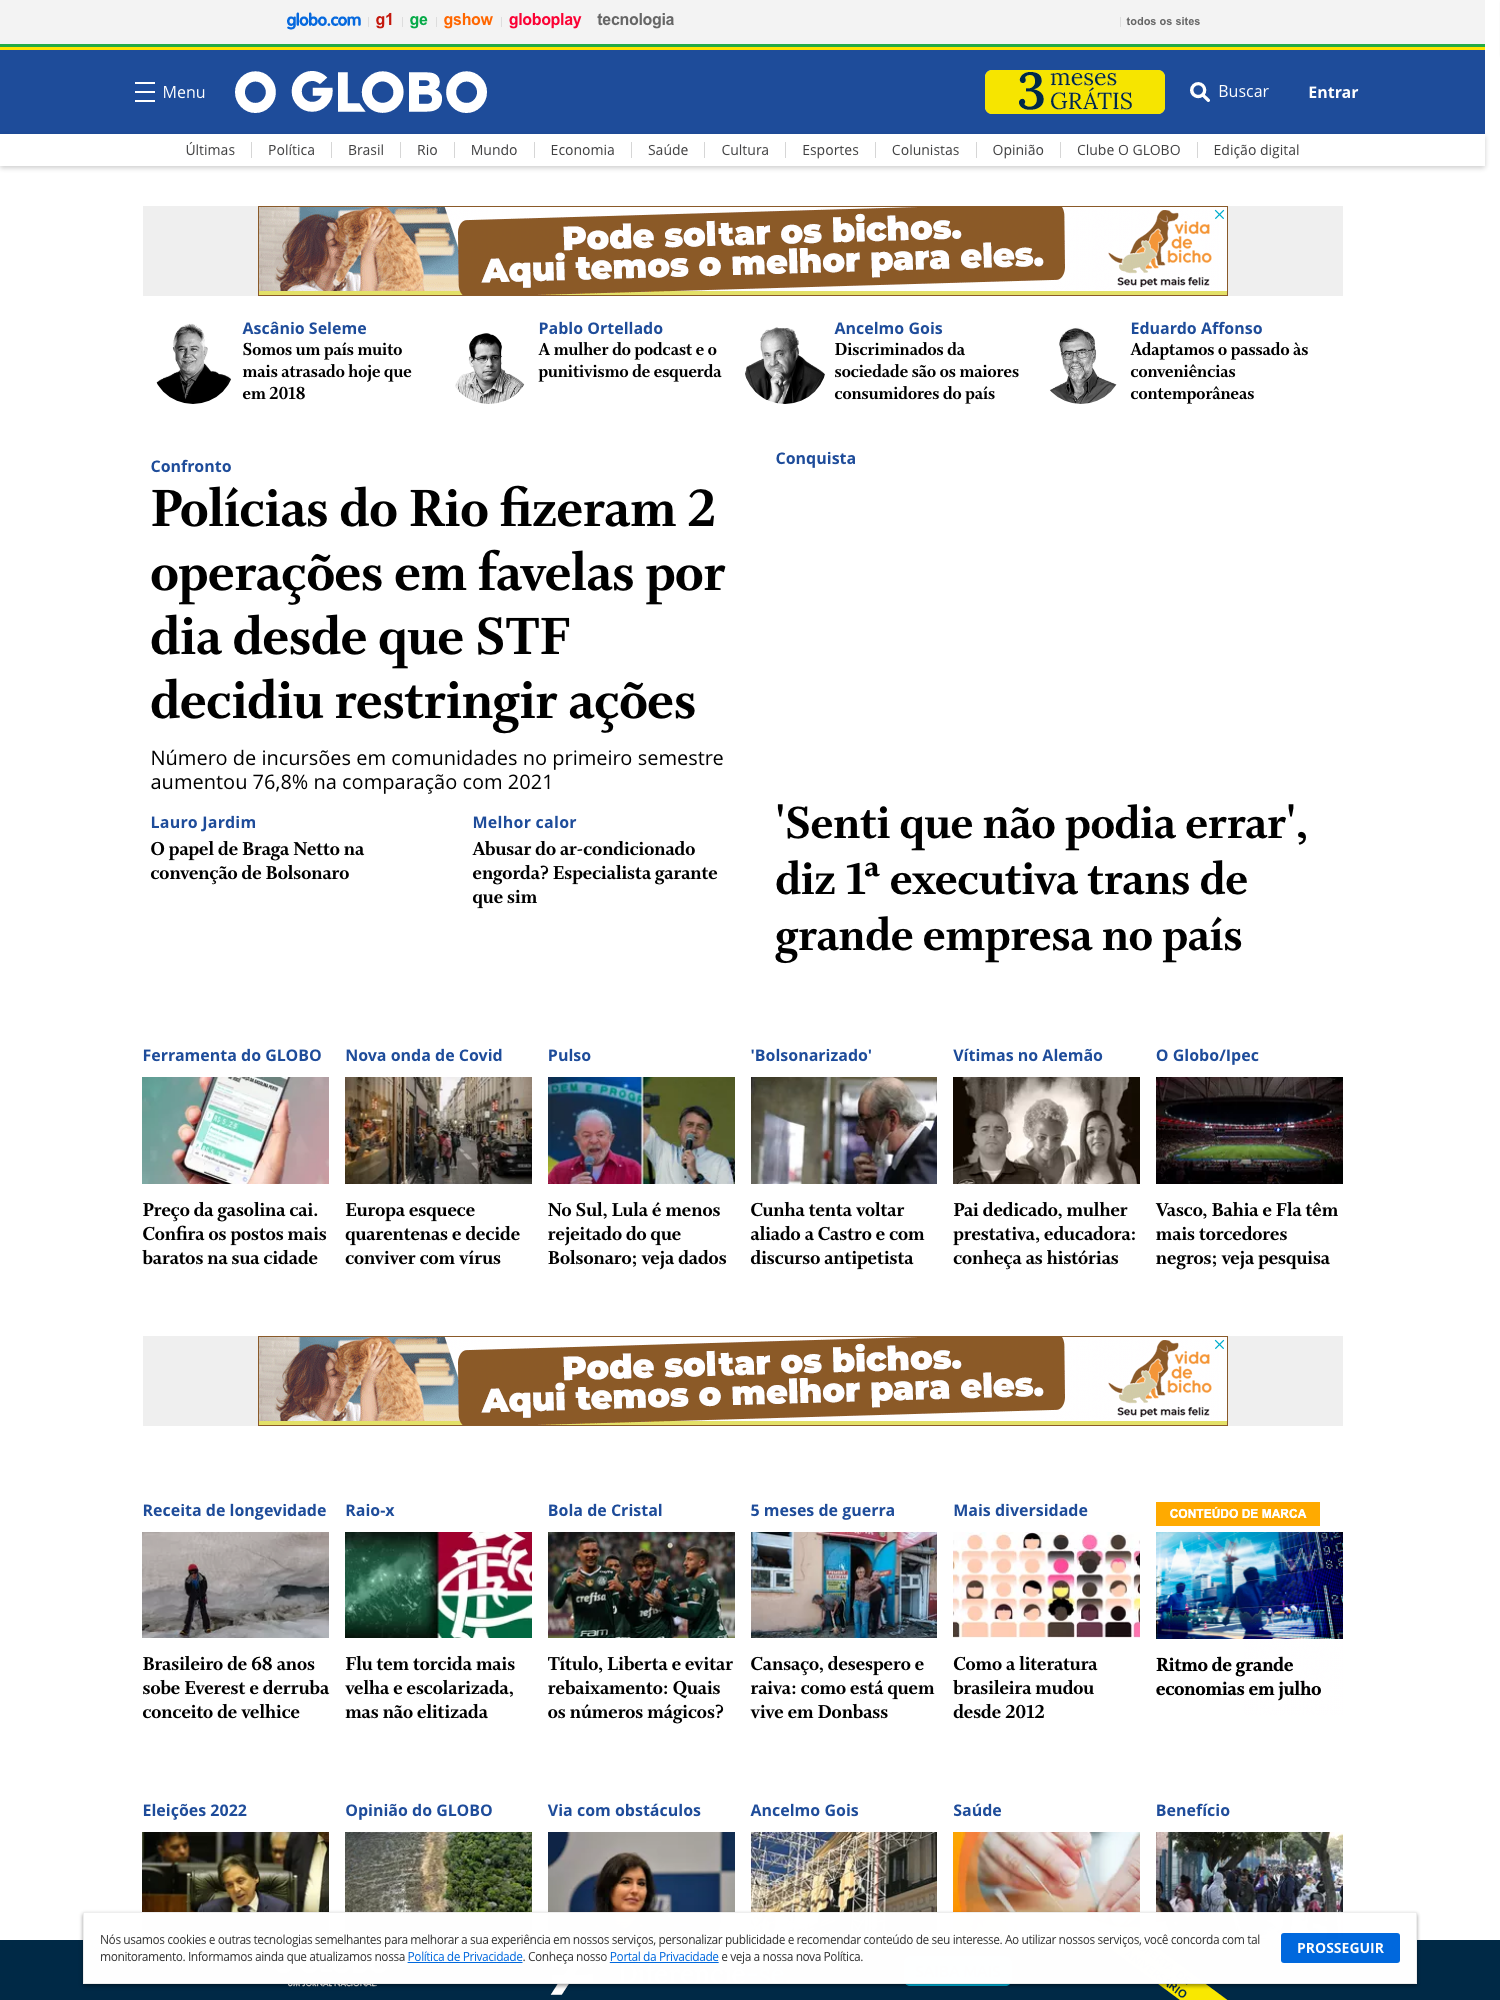 globo.com g1 ge gshow globoplay tecnologia todos os sites
Menu O GLOBO 3 meses GRÁTIS Buscar Entrar
Últimas Política Brasil Rio Mundo Economia Saúde Cultura Esportes Colunistas Opinião Clube O GLOBO Edição digital
Pode soltar os bichos.
Aqui temos o melhor para eles.
vida
de
bicho
Seu pet mais feliz
Ascânio Seleme
Somos um país muito
mais atrasado hoje que
em 2018
Pablo Ortellado
A mulher do podcast e o
punitivismo de esquerda
Ancelmo Gois
Discriminados da
sociedade são os maiores
consumidores do país
Eduardo Affonso
Adaptamos o passado às
conveniências
contemporâneas
Confronto
Polícias do Rio fizeram 2
operações em favelas por
dia desde que STF
decidiu restringir ações
Número de incursões em comunidades no primeiro semestre
aumentou 76,8% na comparação com 2021
Lauro Jardim
O papel de Braga Netto na
convenção de Bolsonaro
Melhor calor
Abusar do ar-condicionado
engorda? Especialista garante
que sim
Conquista
'Senti que não podia errar',
diz 1ª executiva trans de
grande empresa no país
Ferramenta do GLOBO
Preço da gasolina cai.
Confira os postos mais
baratos na sua cidade
Nova onda de Covid
Europa esquece
quarentenas e decide
conviver com vírus
Pulso
No Sul, Lula é menos
rejeitado do que
Bolsonaro; veja dados
'Bolsonarizado'
Cunha tenta voltar
aliado a Castro e com
discurso antipetista
Vítimas no Alemão
Pai dedicado, mulher
prestativa, educadora:
conheça as histórias
O Globo/Ipec
Vasco, Bahia e Fla têm
mais torcedores
negros; veja pesquisa
Pode soltar os bichos.
Aqui temos o melhor para eles.
vida
de
bicho
Seu pet mais feliz
Receita de longevidade
Brasileiro de 68 anos
sobe Everest e derruba
conceito de velhice
Raio-x
Flu tem torcida mais
velha e escolarizada,
mas não elitizada
Bola de Cristal
crefisa
FAM
Título, Liberta e evitar
rebaixamento: Quais
os números mágicos?
5 meses de guerra
Cansaço, desespero e
raiva: como está quem
vive em Donbass
Mais diversidade
Como a literatura
brasileira mudou
desde 2012
CONTEÚDO DE MARCA
Ritmo de grande
economias em julho
Eleições 2022
Opinião do GLOBO
Via com obstáculos
Ancelmo Gois
Saúde
Benefício
Nós usamos cookies e outras tecnologias semelhantes para melhorar a sua experiência em nossos serviços, personalizar publicidade e recomendar conteúdo de seu interesse. Ao utilizar nossos serviços, você concorda com tal
monitoramento. Informamos ainda que atualizamos nossa Política de Privacidade. Conheça nosso Portal da Privacidade e veja a nossa nova Política.
PROSSEGUIR